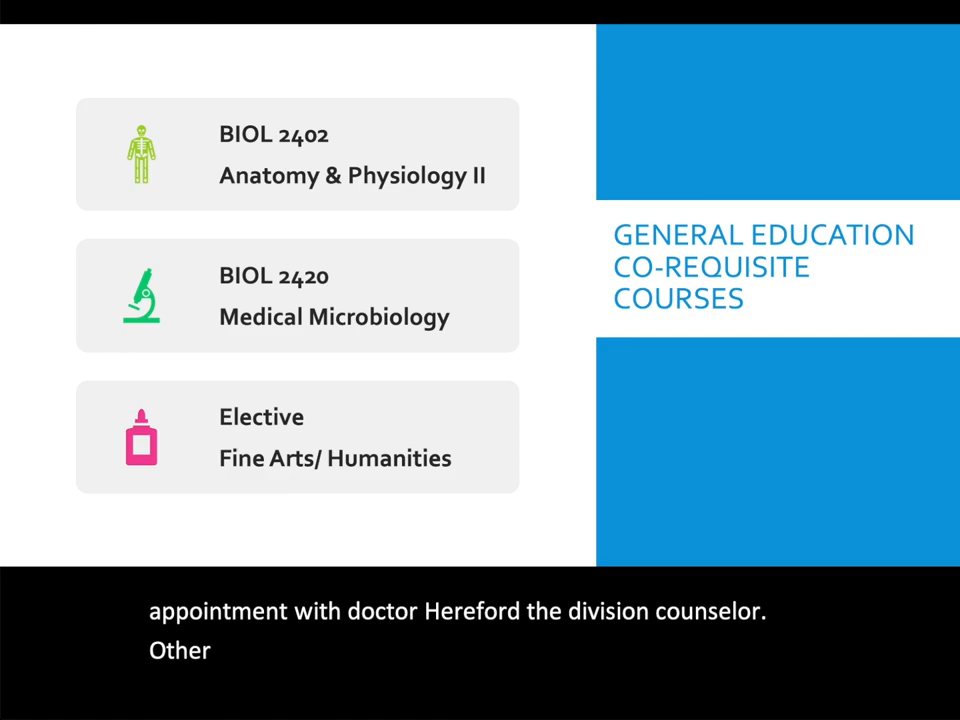 BIOL 2402
Anatomy & Physiology II
BIOL 2420
Medical Microbiology
Elective
Fine Arts/ Humanities
GENERAL EDUCATION
CO-REQUISITE
COURSES
appointment with doctor Hereford the division counselor.
Other